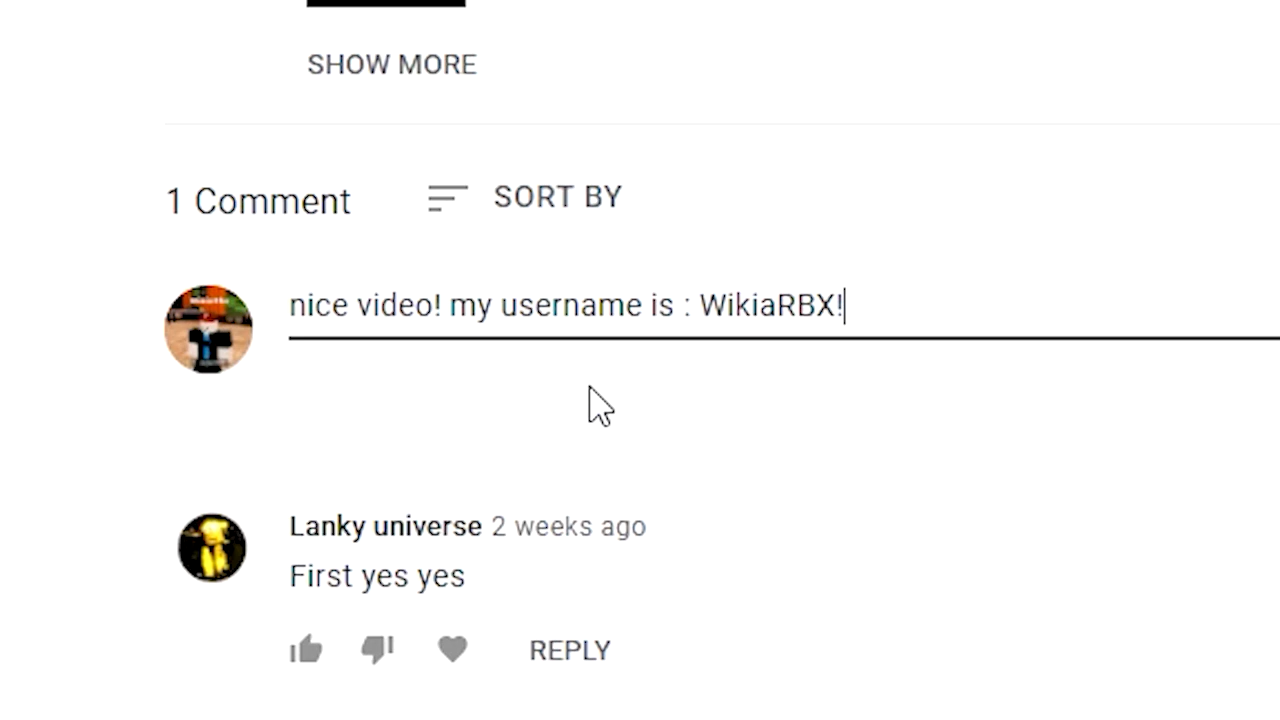 SHOW MORE
1 Comment
SORT BY
nice video! my username is : WikiaRBX!
Lanky universe 2 weeks ago
First yes yes
REPLY